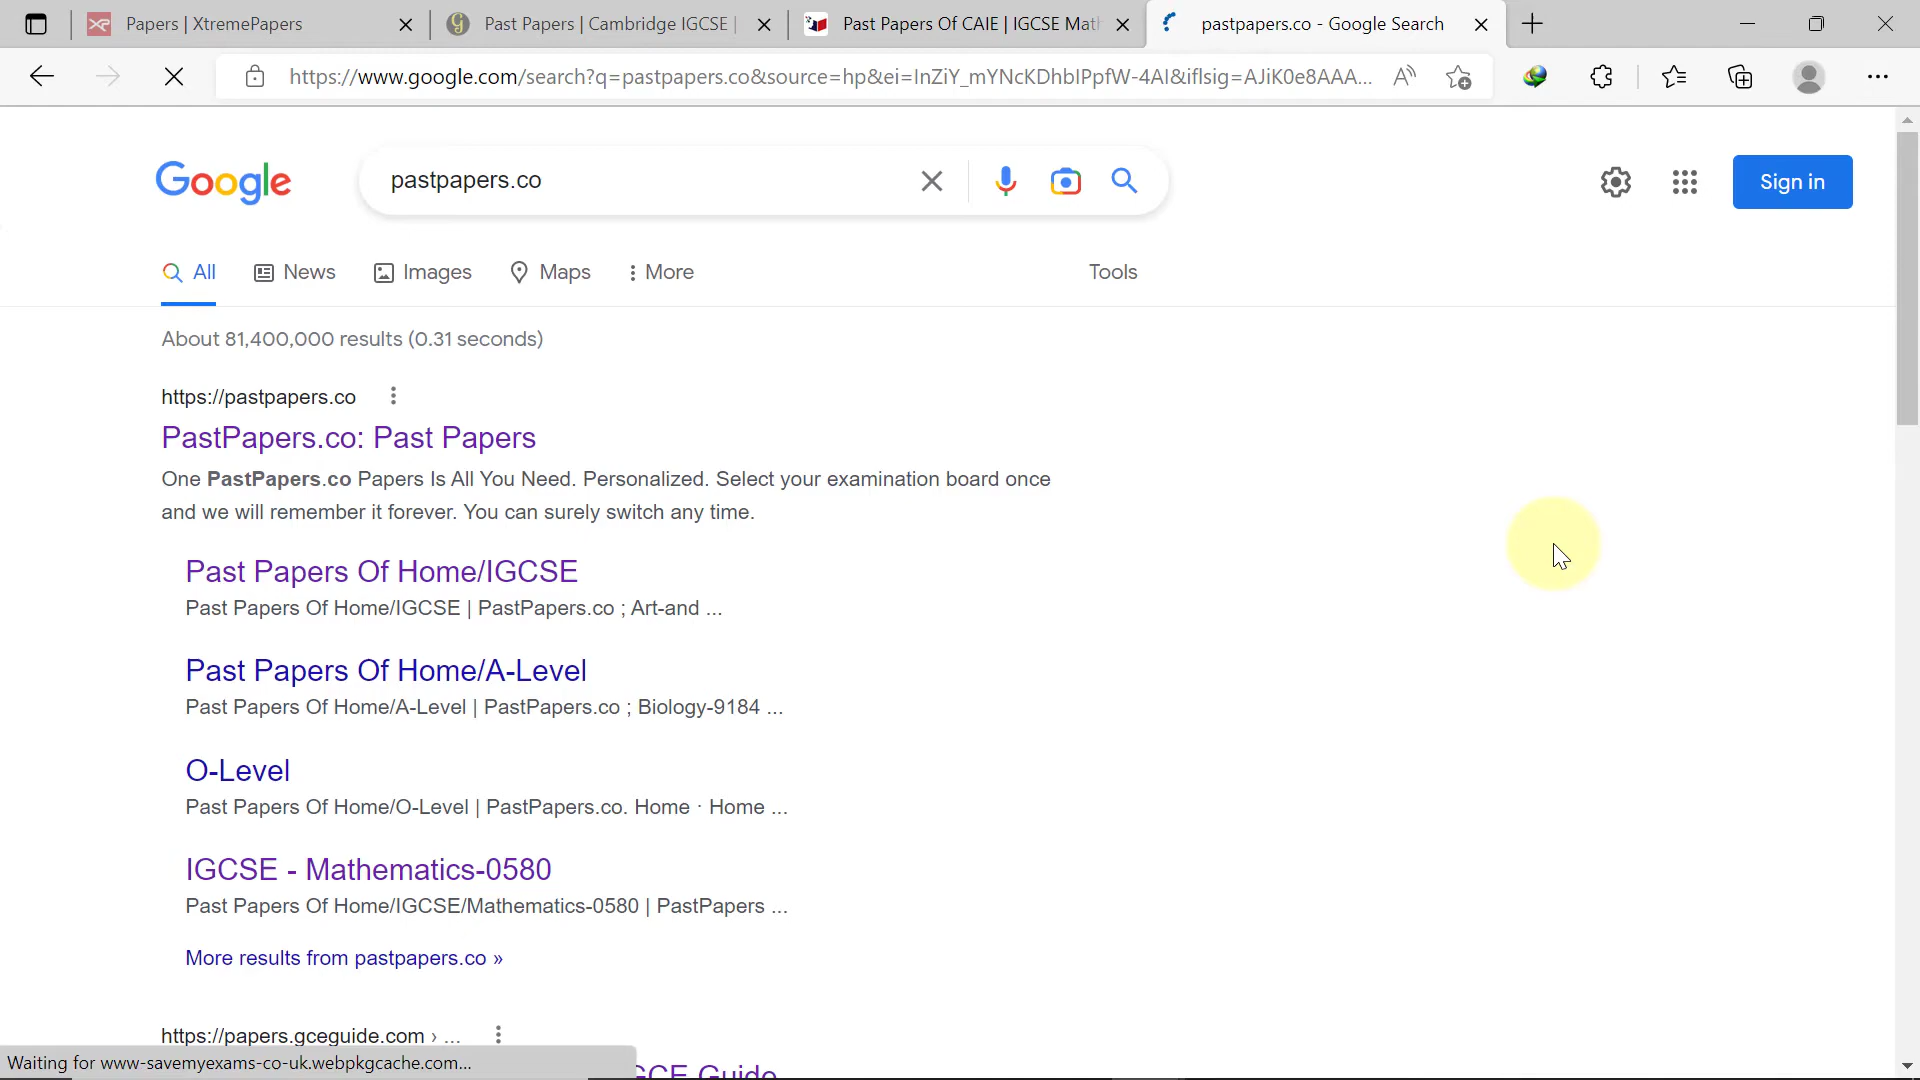 Papers | XtremePapers
Past Papers | Cambridge IGCSE |
Past Papers Of CAIE | IGCSE Math
pastpapers.co - Google Search
https://www.google.com/search?q=pastpapers.co&source=hp&ei=InZiY_mYNcKDhbIPpfW-4AI&iflsig=AJiK0e8AAA...
Google
pastpapers.co
Sign in
All
News
Images
Maps
More
Tools
About 81,400,000 results (0.31 seconds)
https://pastpapers.co
PastPapers.co: Past Papers
One PastPapers.co Papers Is All You Need. Personalized. Select your examination board once
and we will remember it forever. You can surely switch any time.
Past Papers Of Home/IGCSE
Past Papers Of Home/IGCSE | PastPapers.co ; Art-and ...
Past Papers Of Home/A-Level
Past Papers Of Home/A-Level | PastPapers.co ; Biology-9184 ...
O-Level
Past Papers Of Home/O-Level | PastPapers.co. Home · Home ...
IGCSE - Mathematics-0580
Past Papers Of Home/IGCSE/Mathematics-0580 | PastPapers ...
More results from pastpapers.co »
https://papers.gceguide.com › ...
GCE Guide
Waiting for www-savemyexams-co-uk.webpkgcache.com...